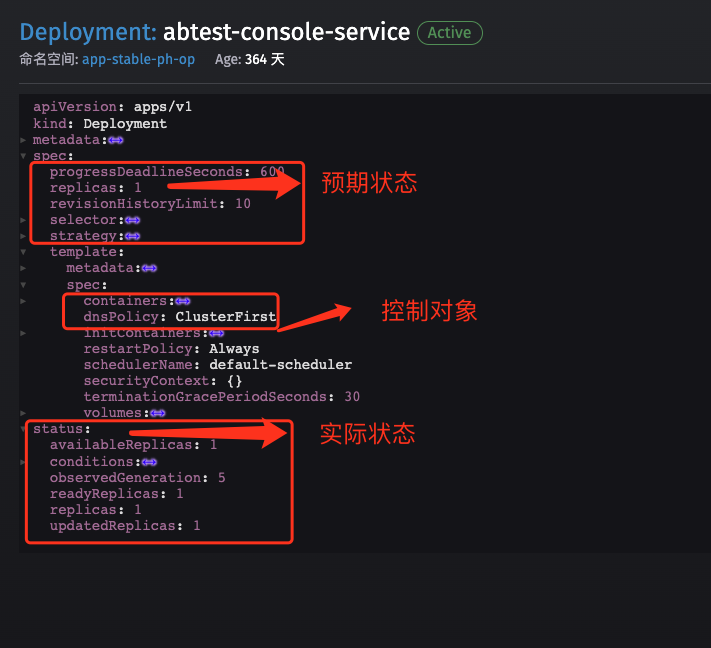 Deployment: abtest-console-service Active
命名空间: app-stable-ph-op Age: 364 天
apiVersion: apps/v1
kind: Deployment
metadata:
spec:
progressDeadlineSeconds: 600
replicas: 1
预期状态
revisionHistoryLimit: 10
selector:
strategy:
template:
metadata:
spec:
containers:
控制对象
dnsPolicy: ClusterFirst
initContainers:
restartPolicy: Always
schedulerName: default-scheduler
securityContext: {}
terminationGracePeriodSeconds: 30
volumes:
status:
实际状态
availableReplicas: 1
conditions:
observedGeneration: 5
readyReplicas: 1
replicas: 1
updatedReplicas: 1